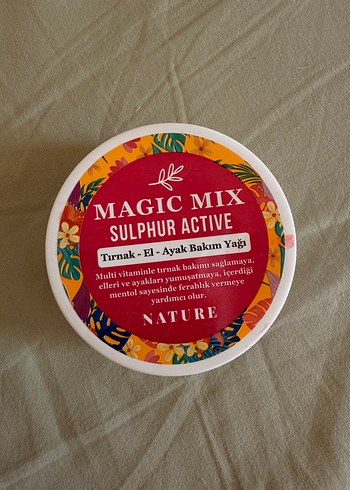 MAGIC MIX
SULPHUR ACTIVE
Tırnak - El - Ayak Bakım Yağı
Multi vitaminle tırnak bakımı sağlamaya,
elleri ve ayakları yumuşatmaya, içerdiği
mentol sayesinde ferahlık vermeye
yardımcı olur.
NATURE